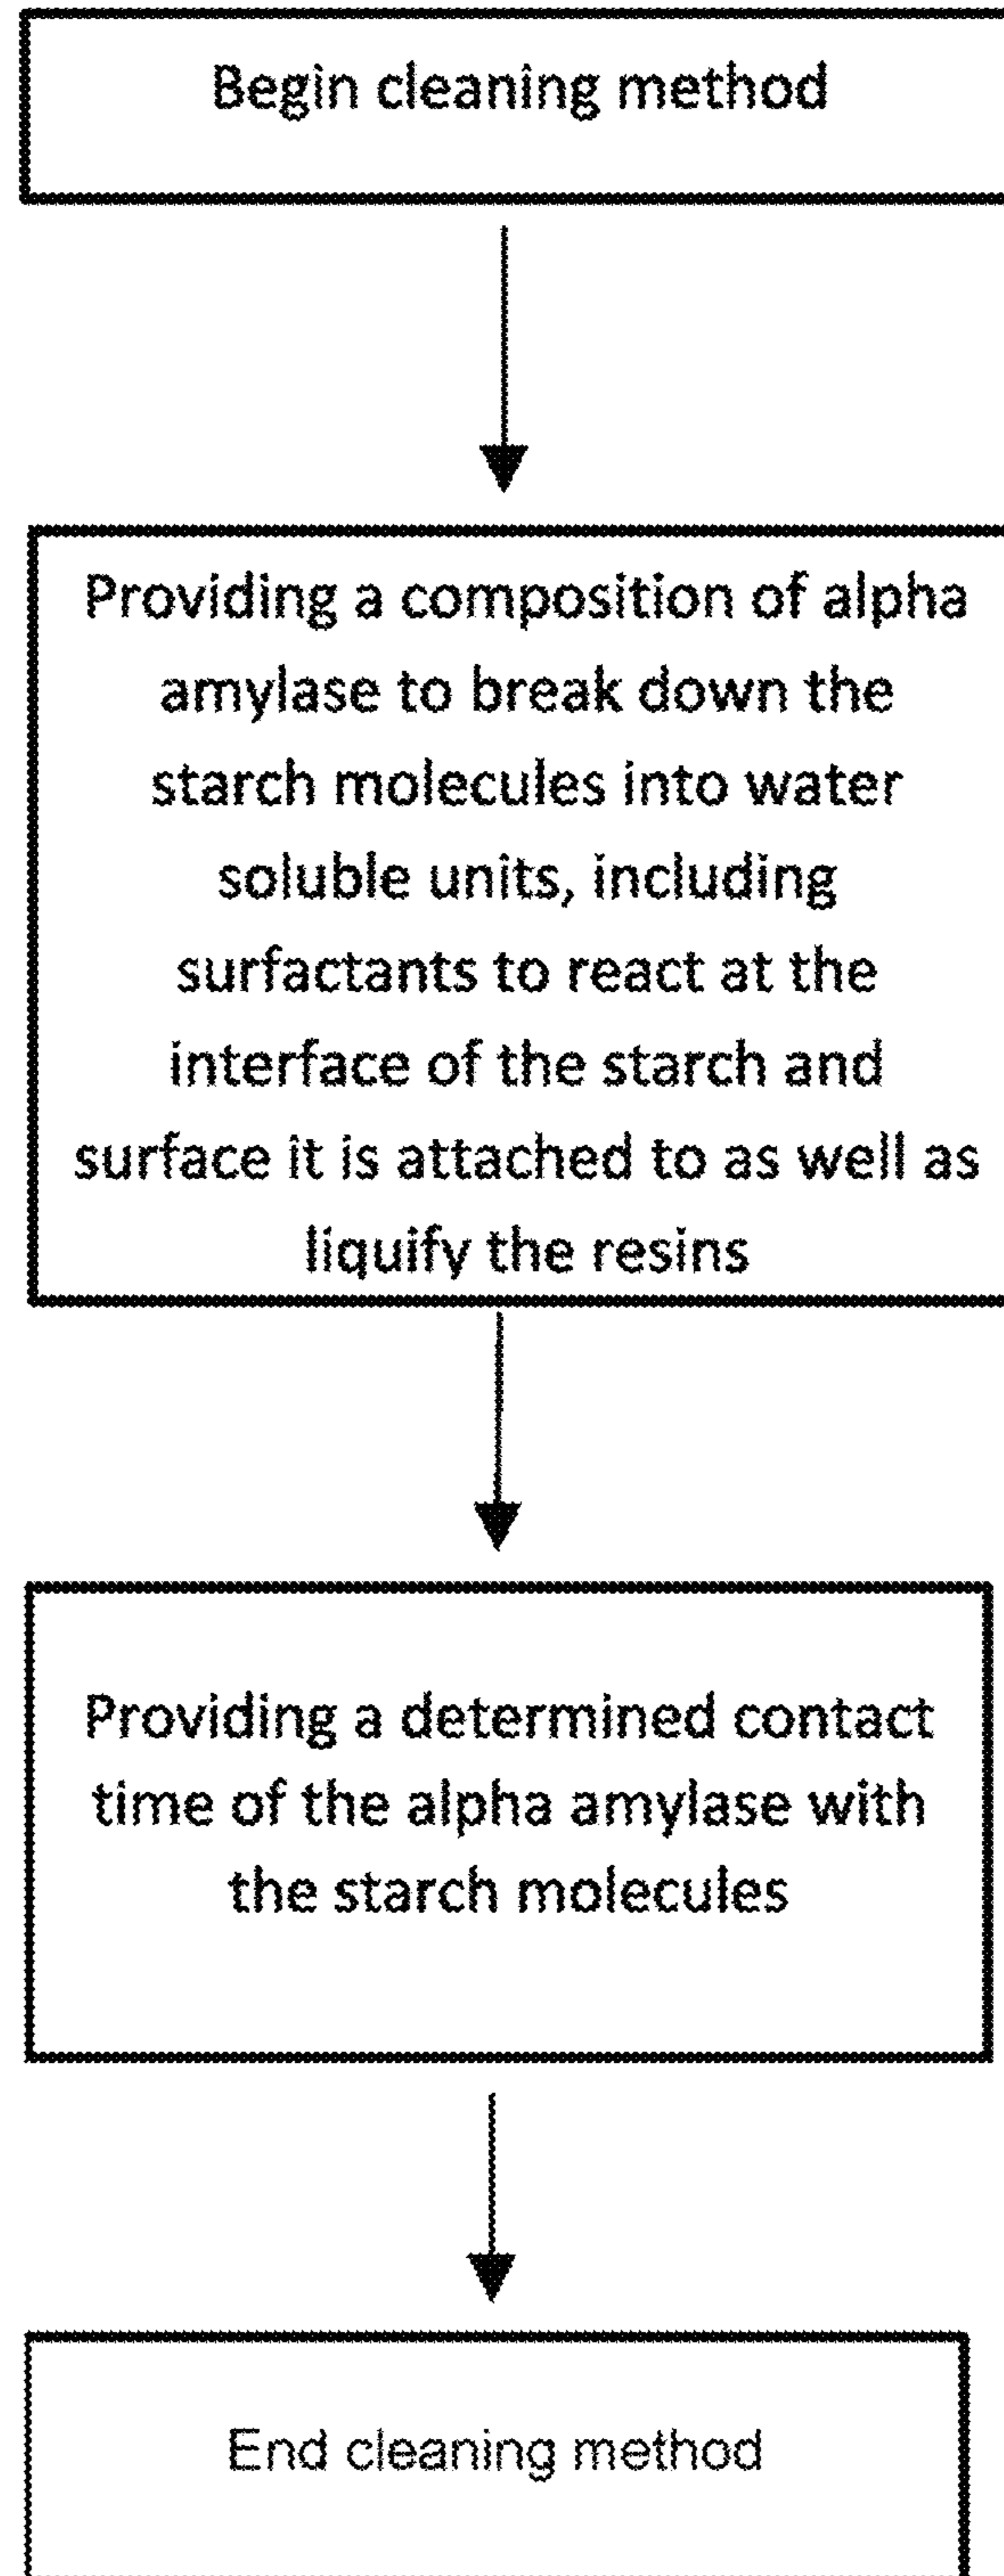 Begin cleaning method
Providing a composition of alpha
amylase to break down the
starch molecules into water
soluble units, including
surfactants to react at the
interface of the starch and
surface it is attached to as well as
liquify the resins
Providing a determined contact
time of the alpha amylase with
the starch molecules
End cleaning method